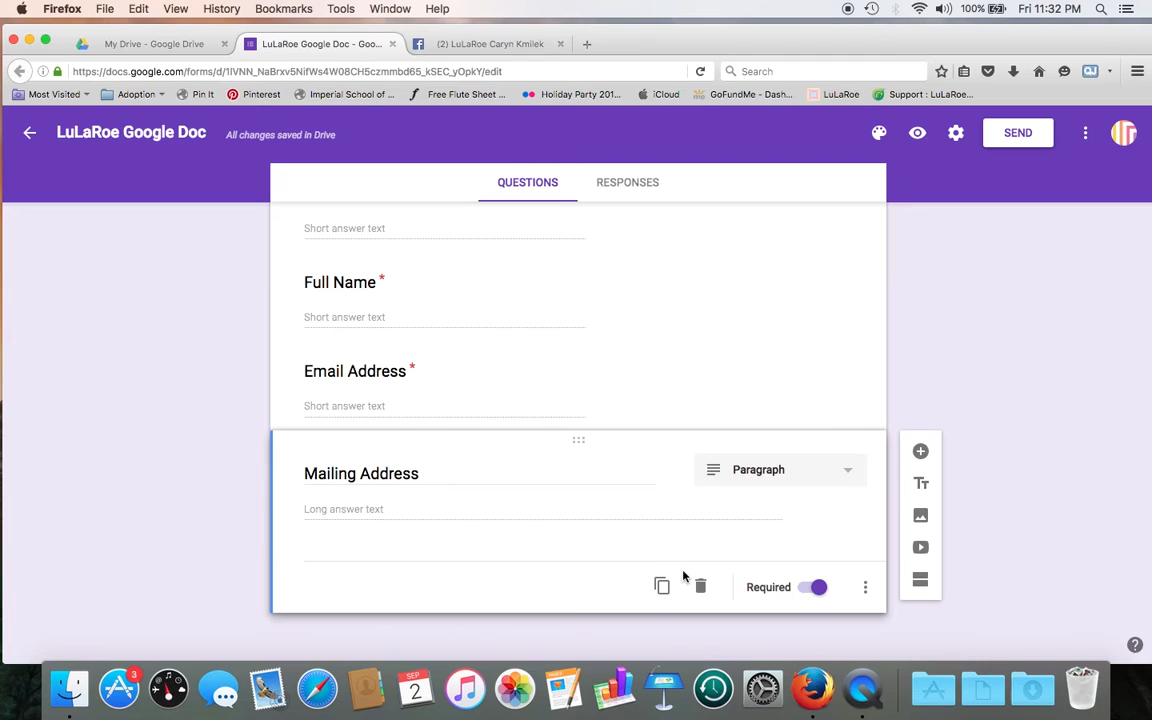 Firefox File Edit View History Bookmarks Tools Window Help 100% Fri 11:32 PM
My Drive - Google Drive LuLaRoe Google Doc - Goo... (2) LuLaRoe Caryn Kmilek
https://docs.google.com/forms/d/1lVNN_NaBrxv5NifWs4W08CH5czmmbd65_kSEC_yOpkY/edit Search
Most Visited Adoption Pin It Pinterest Imperial School of ... Free Flute Sheet ... Holiday Party 201... iCloud GoFundMe - Dash... LuLaRoe Support : LuLaRoe...
LuLaRoe Google Doc All changes saved in Drive SEND
QUESTIONS RESPONSES
Short answer text
Full Name *
Short answer text
Email Address *
Short answer text
Mailing Address Paragraph
Long answer text
Required
3 SEP
2